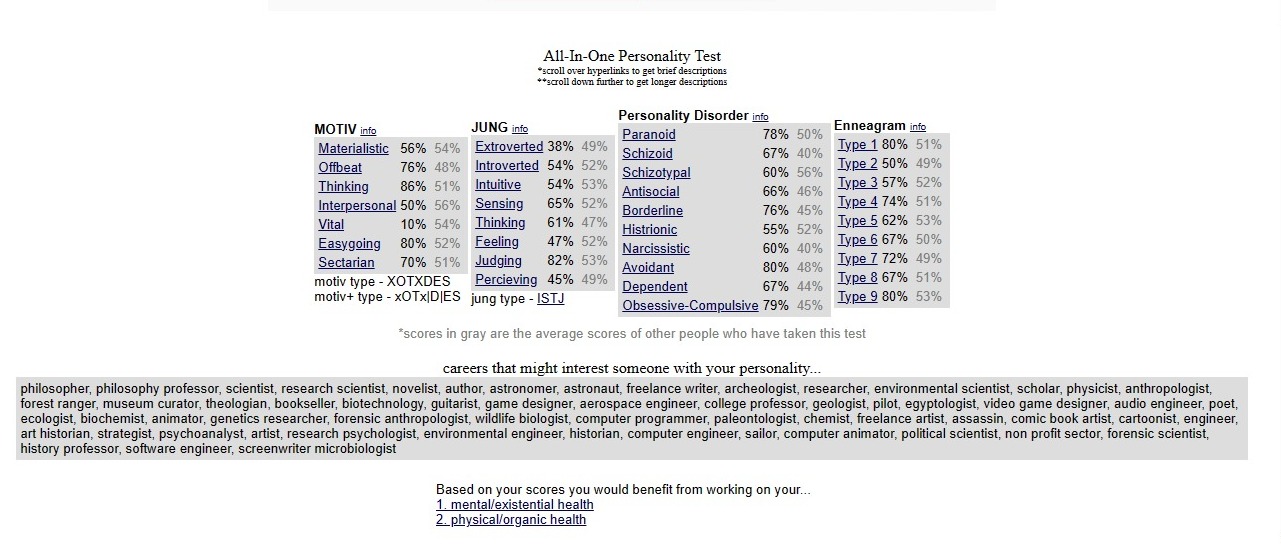 All-In-One Personality Test
*scroll over hyperlinks to get brief descriptions
**scroll down further to get longer descriptions
MOTIV info
Materialistic 56% 54%
Offbeat 76% 48%
Thinking 86% 51%
Interpersonal 50% 56%
Vital 10% 54%
Easygoing 80% 52%
Sectarian 70% 51%
motiv type - XOTXDES
motiv+ type - xOTx|D|ES
JUNG info
Extroverted 38% 49%
Introverted 54% 52%
Intuitive 54% 53%
Sensing 65% 52%
Thinking 61% 47%
Feeling 47% 52%
Judging 82% 53%
Percieving 45% 49%
jung type - ISTJ
Personality Disorder info
Paranoid 78% 50%
Schizoid 67% 40%
Schizotypal 60% 56%
Antisocial 66% 46%
Borderline 76% 45%
Histrionic 55% 52%
Narcissistic 60% 40%
Avoidant 80% 48%
Dependent 67% 44%
Obsessive-Compulsive 79% 45%
Enneagram info
Type 1 80% 51%
Type 2 50% 49%
Type 3 57% 52%
Type 4 74% 51%
Type 5 62% 53%
Type 6 67% 50%
Type 7 72% 49%
Type 8 67% 51%
Type 9 80% 53%
*scores in gray are the average scores of other people who have taken this test
careers that might interest someone with your personality...
philosopher, philosophy professor, scientist, research scientist, novelist, author, astronomer, astronaut, freelance writer, archeologist, researcher, environmental scientist, scholar, physicist, anthropologist,
forest ranger, museum curator, theologian, bookseller, biotechnology, guitarist, game designer, aerospace engineer, college professor, geologist, pilot, egyptologist, video game designer, audio engineer, poet,
ecologist, biochemist, animator, genetics researcher, forensic anthropologist, wildlife biologist, computer programmer, paleontologist, chemist, freelance artist, assassin, comic book artist, cartoonist, engineer,
art historian, strategist, psychoanalyst, artist, research psychologist, environmental engineer, historian, computer engineer, sailor, computer animator, political scientist, non profit sector, forensic scientist,
history professor, software engineer, screenwriter microbiologist
Based on your scores you would benefit from working on your...
1. mental/existential health
2. physical/organic health